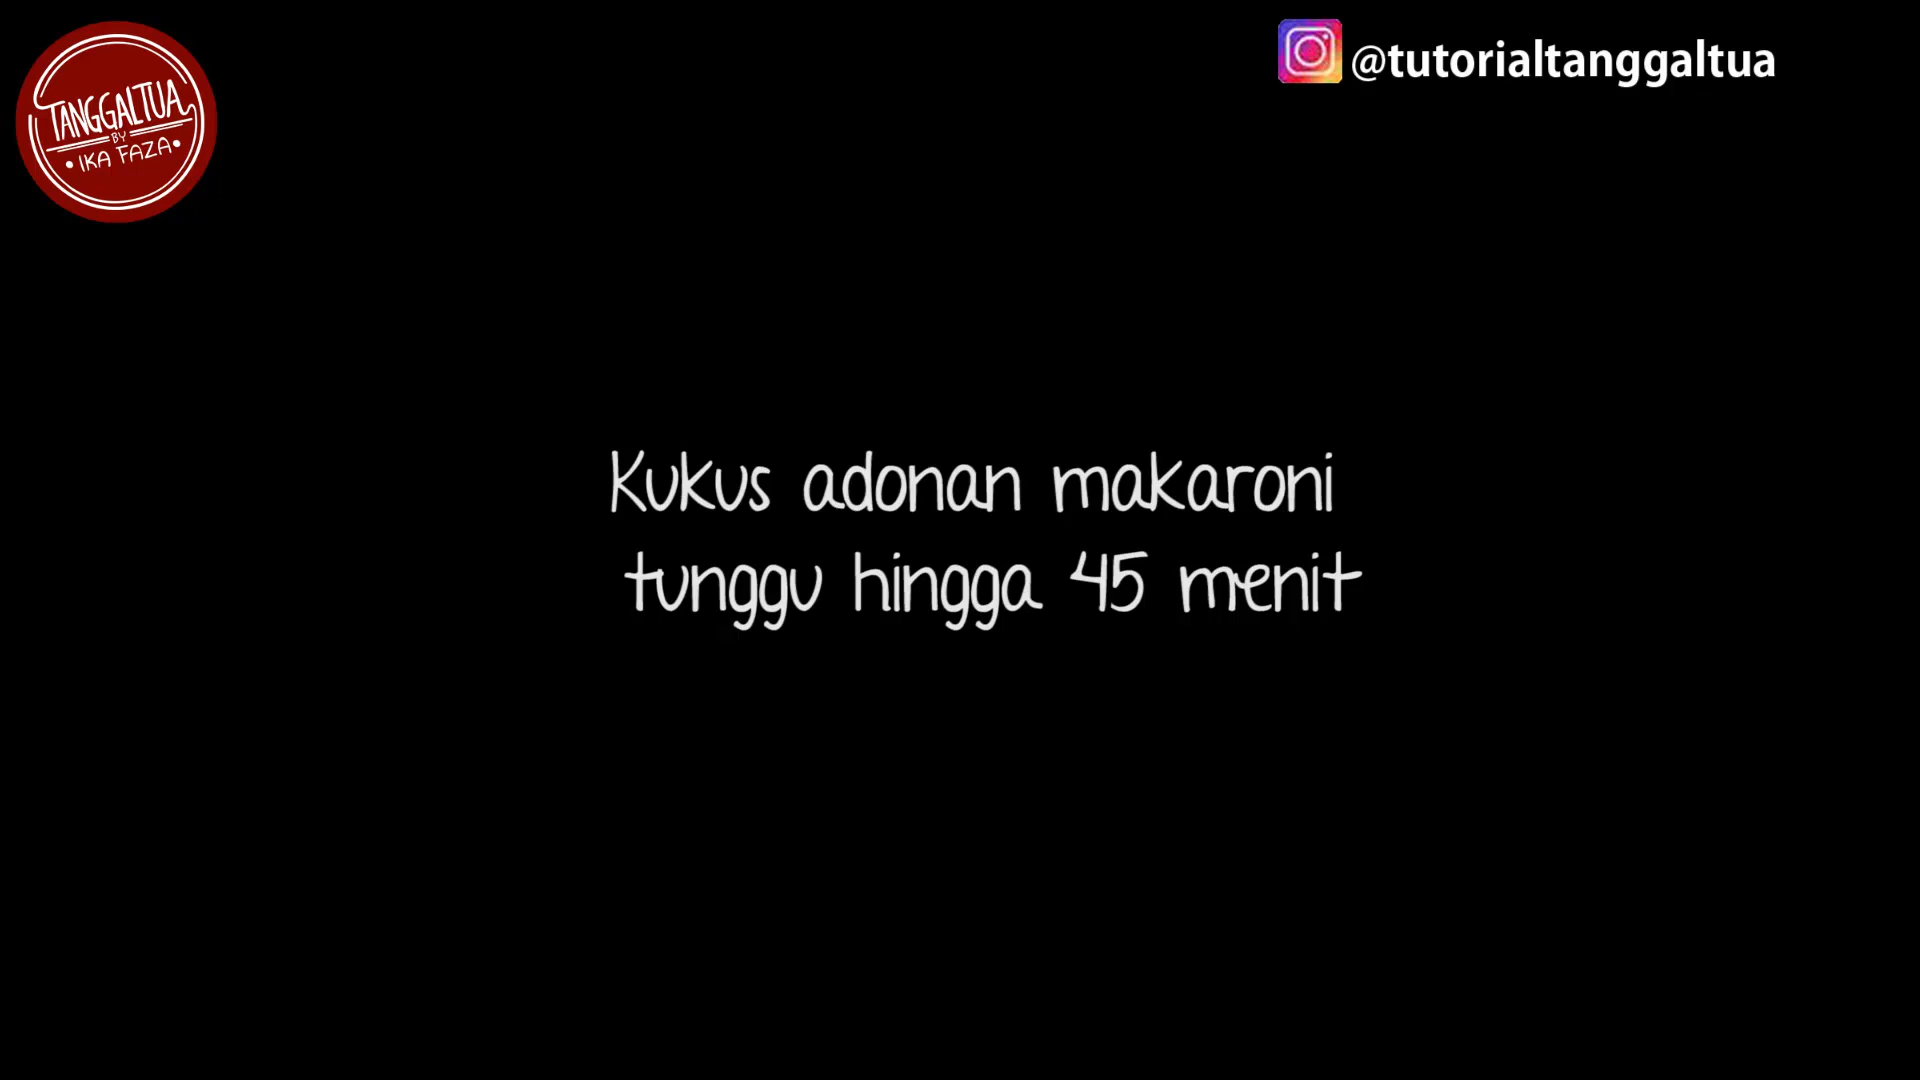 TANGGALTUA
BY
• IKA FAZA •
@tutorialtanggaltua
Kukus adonan makaroni
tunggu hingga 45 menit